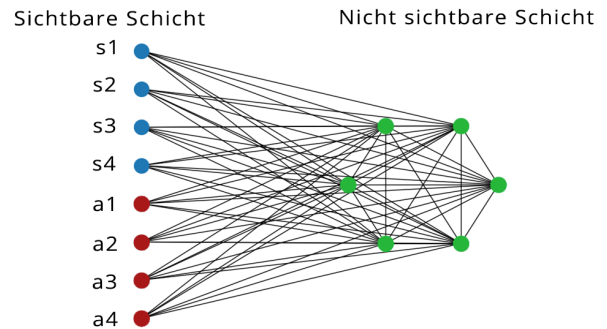 Sichtbare Schicht
Nicht sichtbare Schicht
s1
s2
s3
s4
a1
a2
a3
a4